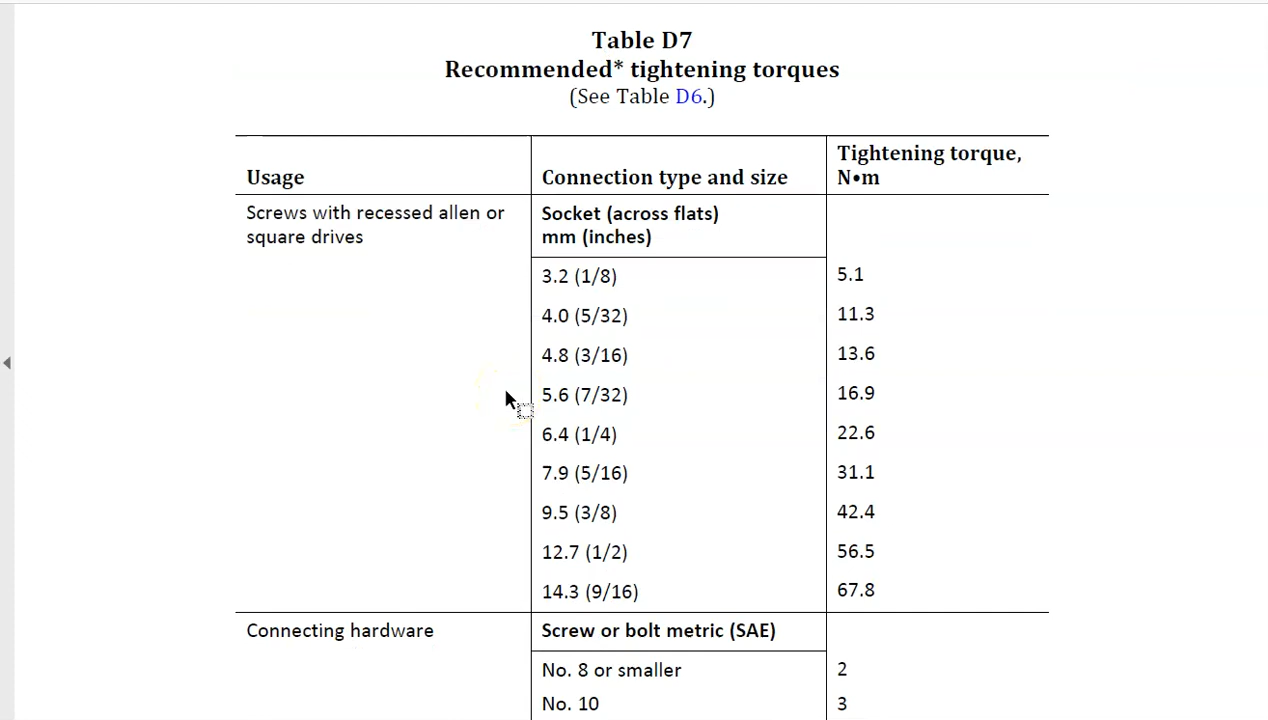 Table D7
Recommended* tightening torques
(See Table D6.)
Usage
Connection type and size
Tightening torque,
N•m
Screws with recessed allen or
square drives
Socket (across flats)
mm (inches)
3.2 (1/8) 5.1
4.0 (5/32) 11.3
4.8 (3/16) 13.6
5.6 (7/32) 16.9
6.4 (1/4) 22.6
7.9 (5/16) 31.1
9.5 (3/8) 42.4
12.7 (1/2) 56.5
14.3 (9/16) 67.8
Connecting hardware Screw or bolt metric (SAE)
No. 8 or smaller 2
No. 10 3